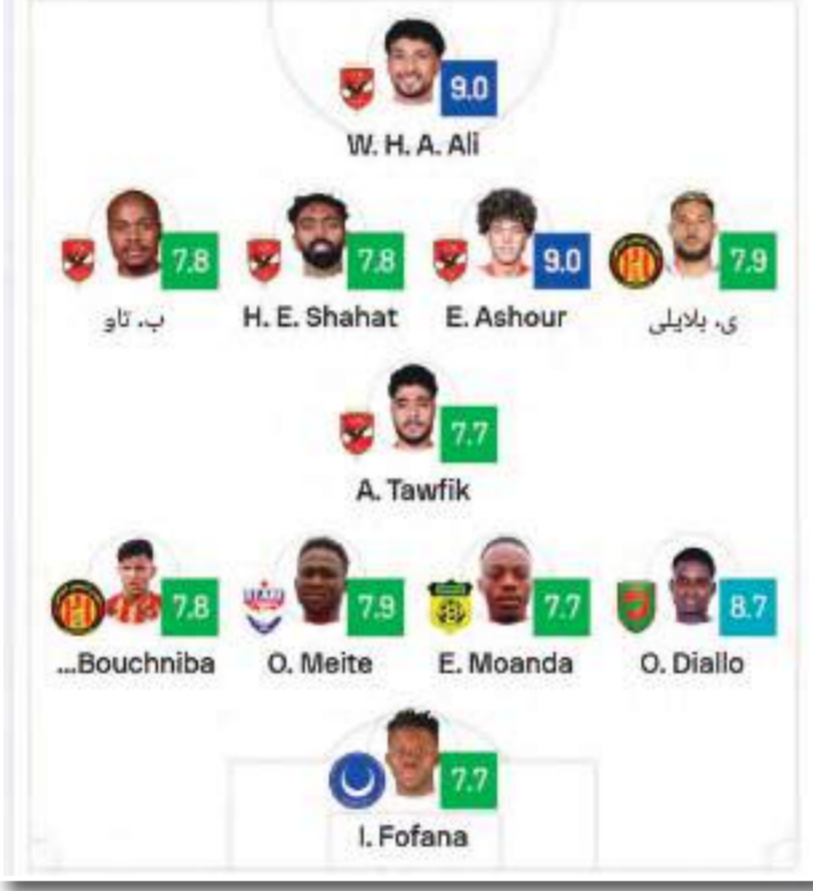 9.0
W. H. A. Ali
7.8 7.8 9.0 7.9
ب. تاو H. E. Shahat E. Ashour ی. بلایلی
7.7
A. Tawfik
7.8 7.9 7.7 8.7
...Bouchniba O. Meite E. Moanda O. Diallo
7.7
I. Fofana